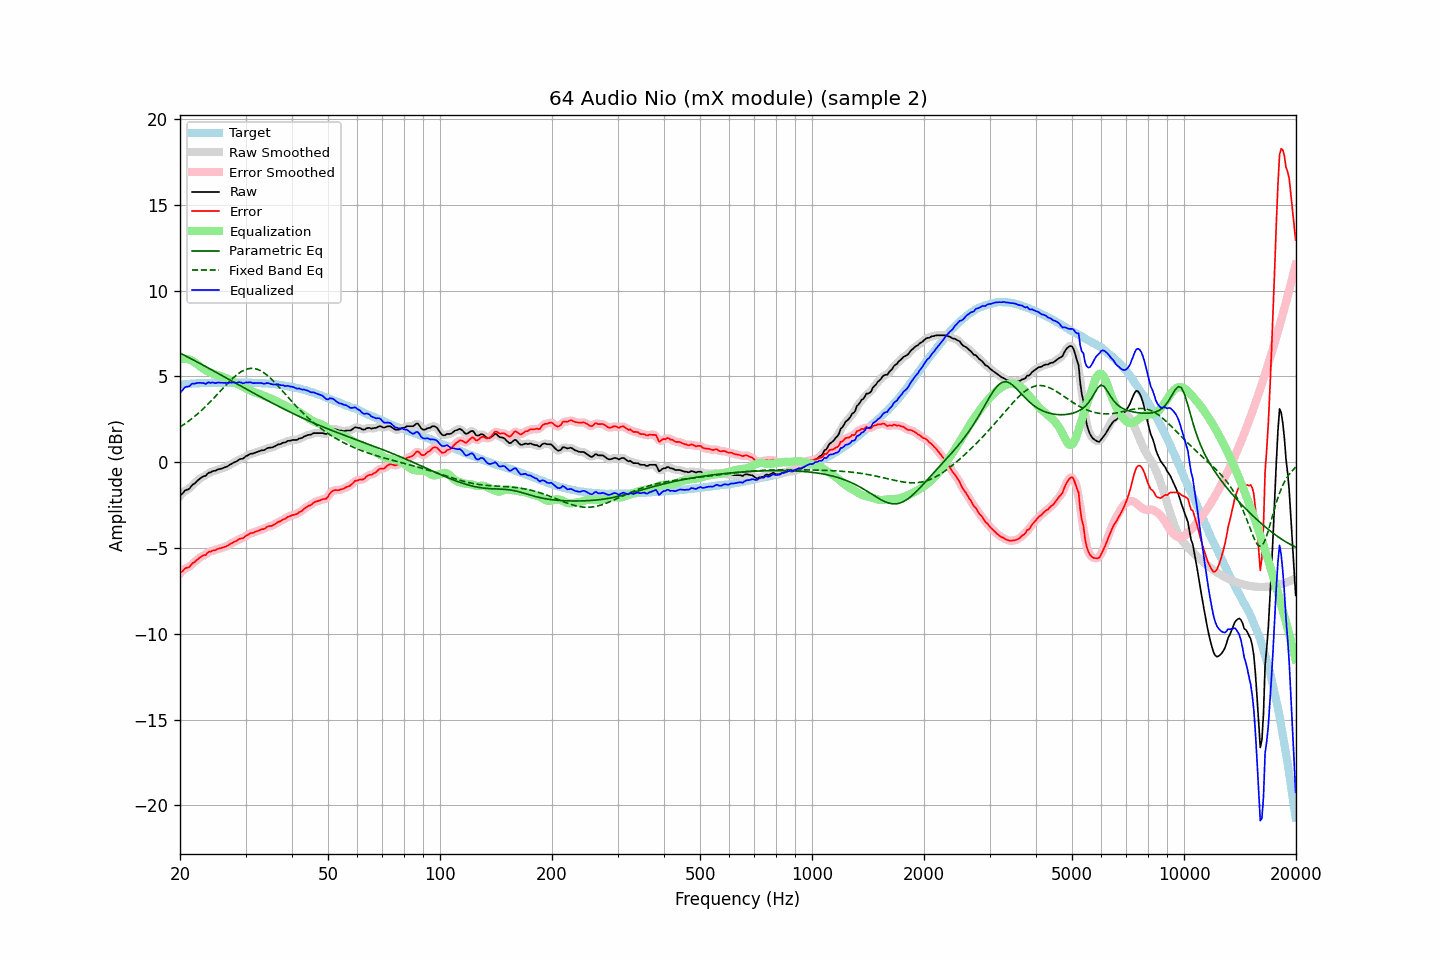 64 Audio Nio (mX module) (sample 2)
Target
Raw Smoothed
Error Smoothed
Raw
Error
Equalization
Parametric Eq
Fixed Band Eq
Equalized
Amplitude (dBr)
20
15
10
5
0
−5
−10
−15
−20
20 50 100 200 500 1000 2000 5000 10000 20000
Frequency (Hz)